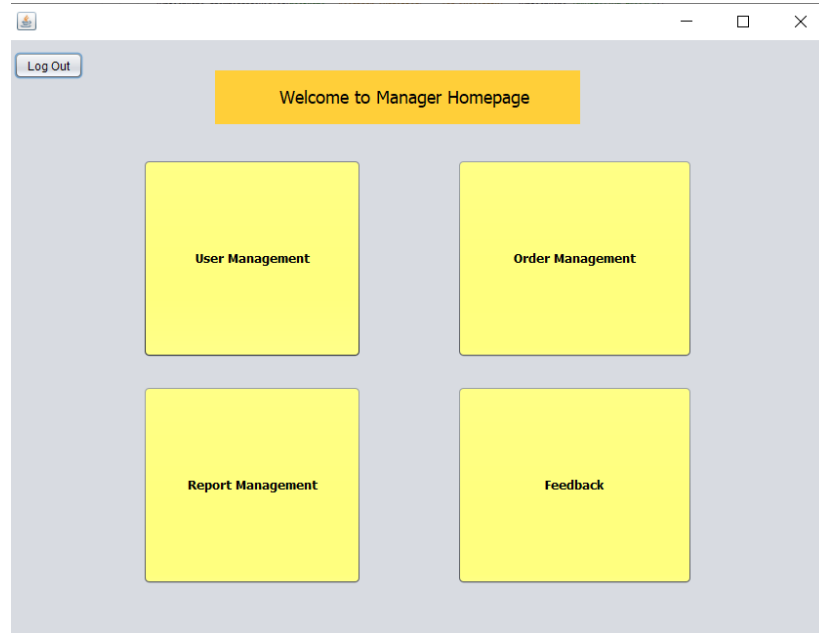 Log Out
Welcome to Manager Homepage
User Management
Order Management
Report Management
Feedback